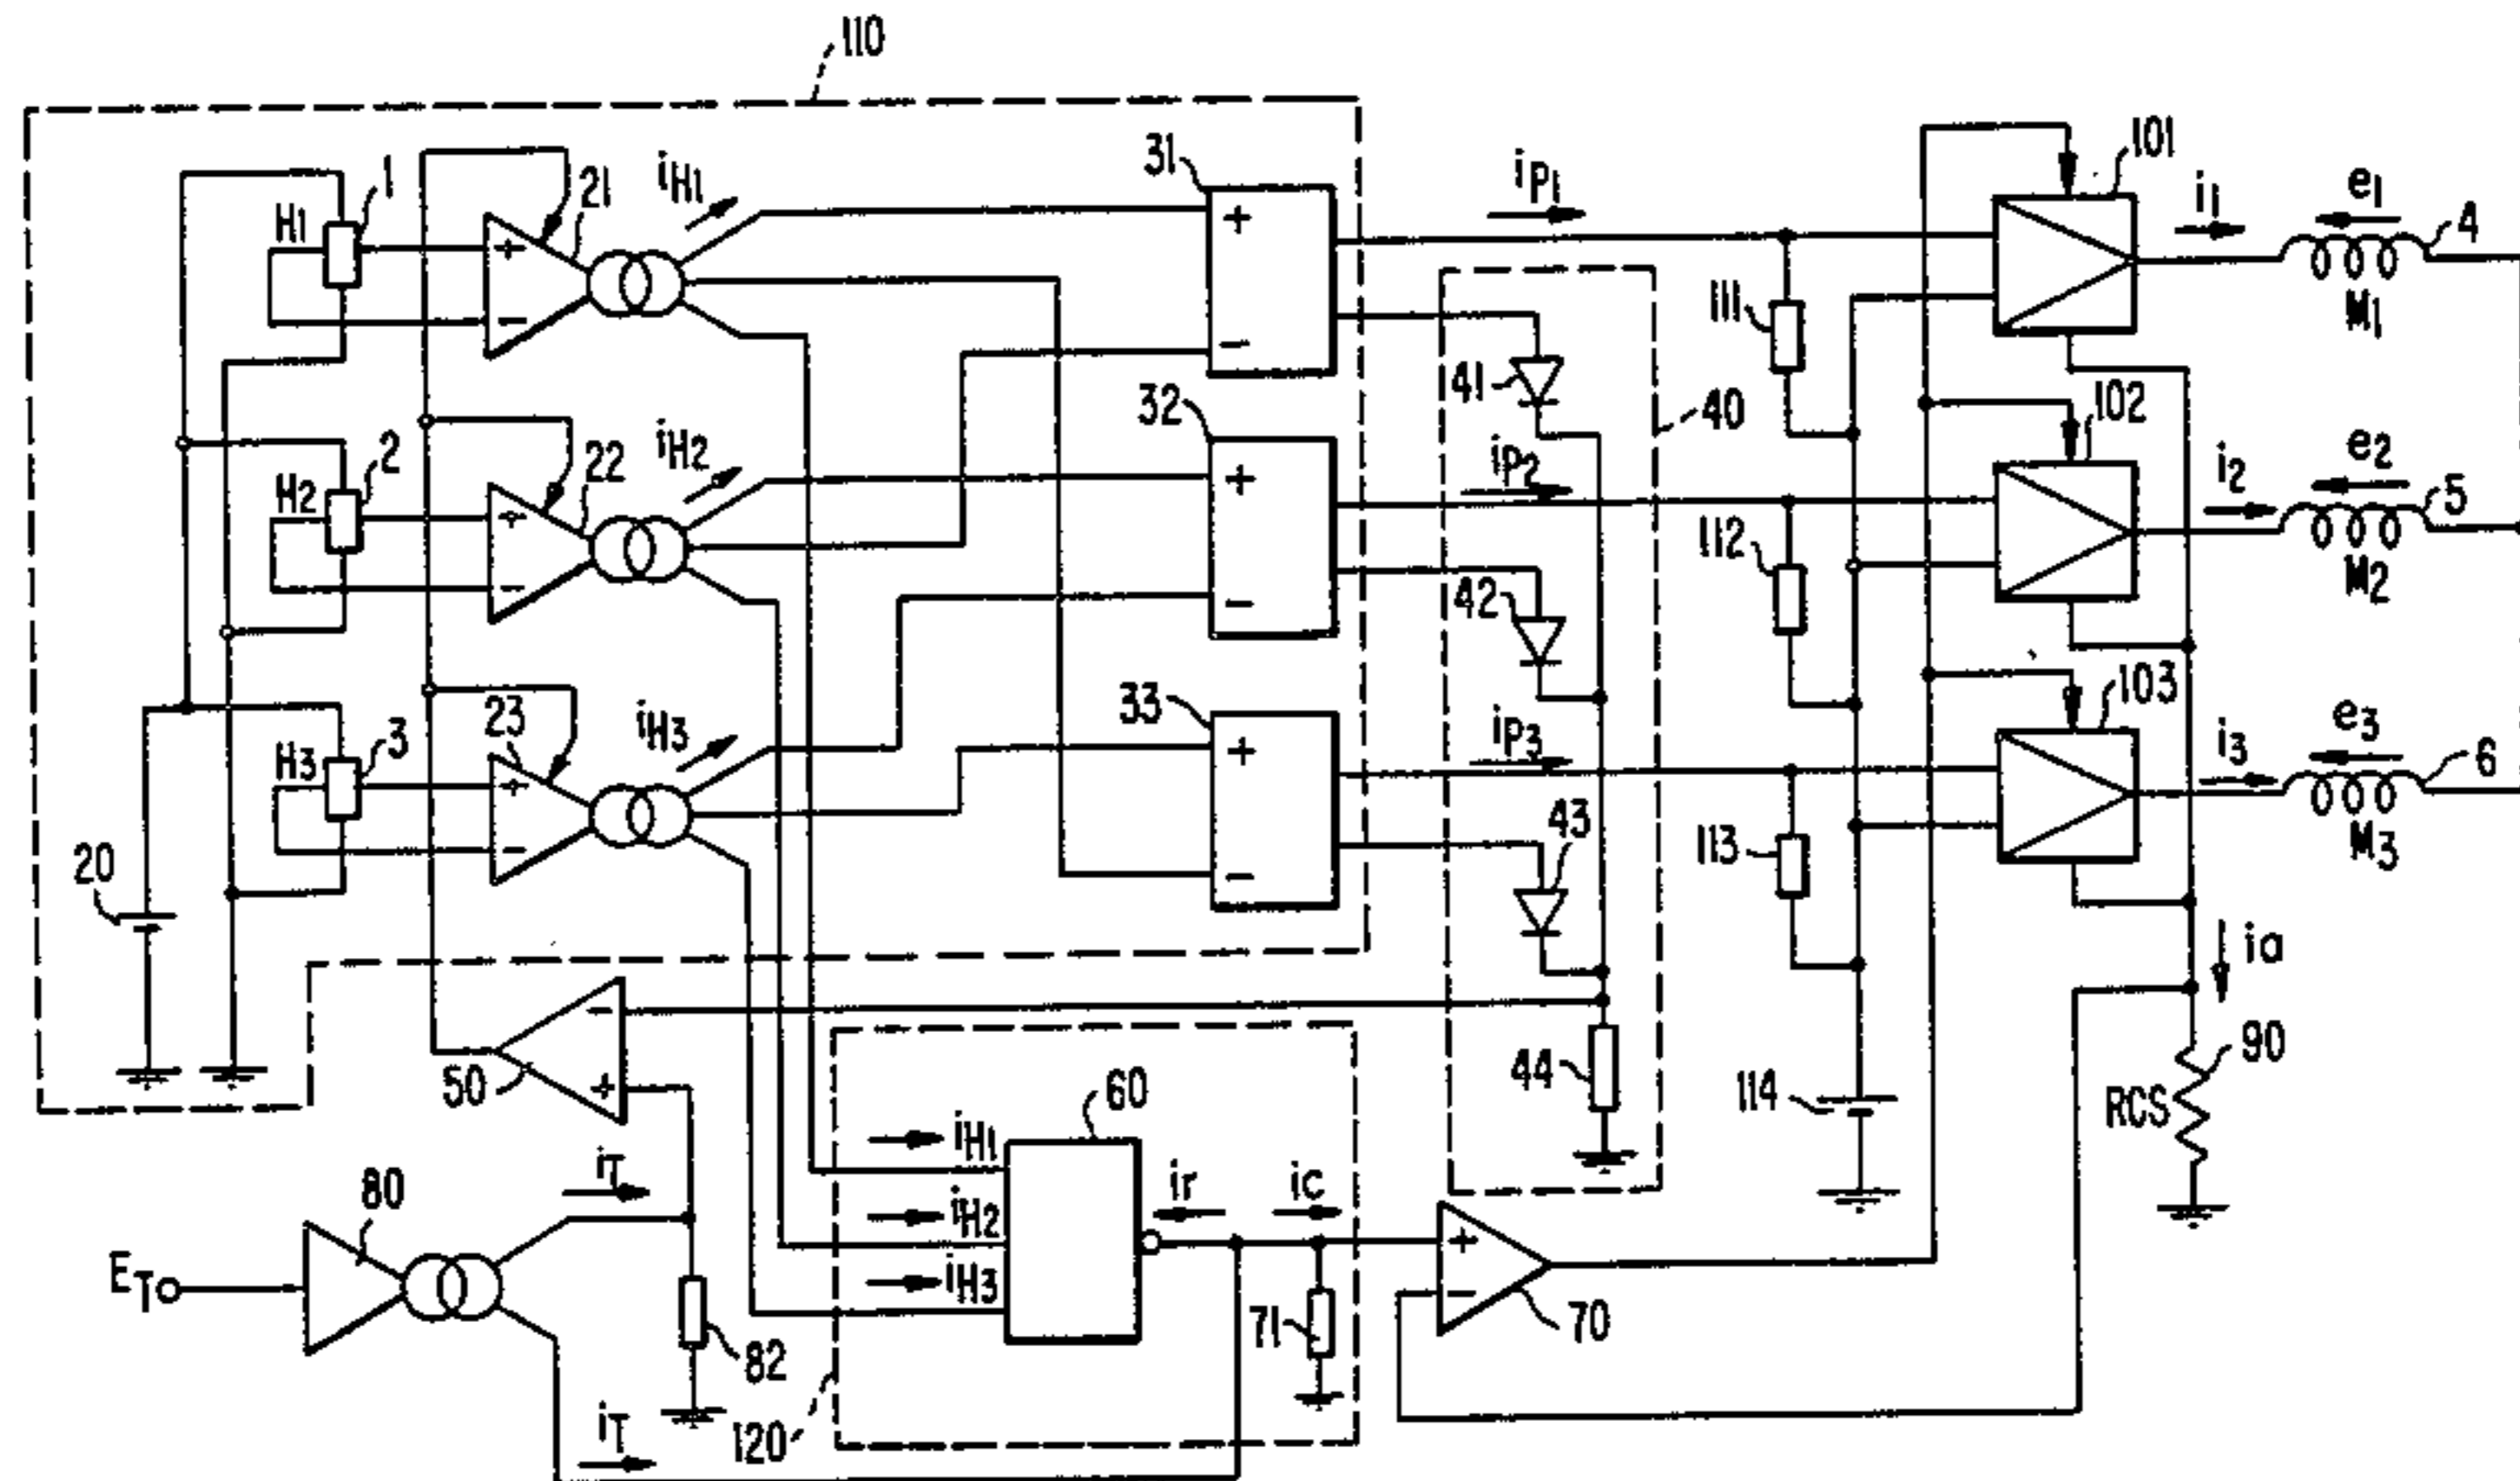 110
1
H1
+
−
21
iH1
31
+
−
iP1
101
i1
e1
4
M1
111
41
40
2
H2
+
−
22
iH2
32
+
−
iP2
102
i2
e2
5
M2
112
42
3
H3
+
−
23
iH3
33
+
−
iP3
103
i3
e3
6
M3
113
43
20
ia
50
−
+
44
114
RCS
90
60
iH1
iH2
iH3
ir
ic
iT
80
ET
82
71
+
−
70
120
iT